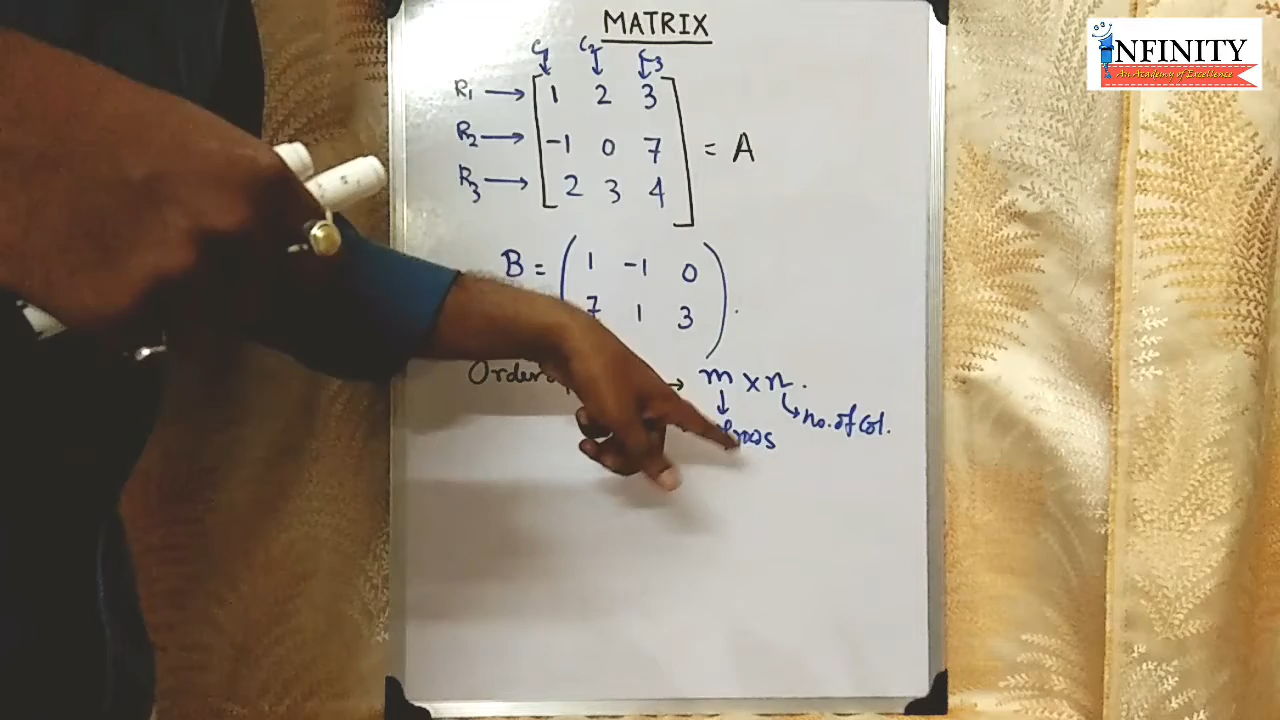 MATRIX
C1 C2 C3
R1 → [1 2 3
R2 → -1 0 7 = A
R3 → 2 3 4]
B = (1 -1 0
7 1 3).
Order → m x n.
no. of col.
rows
INFINITY
An Academy of Excellence